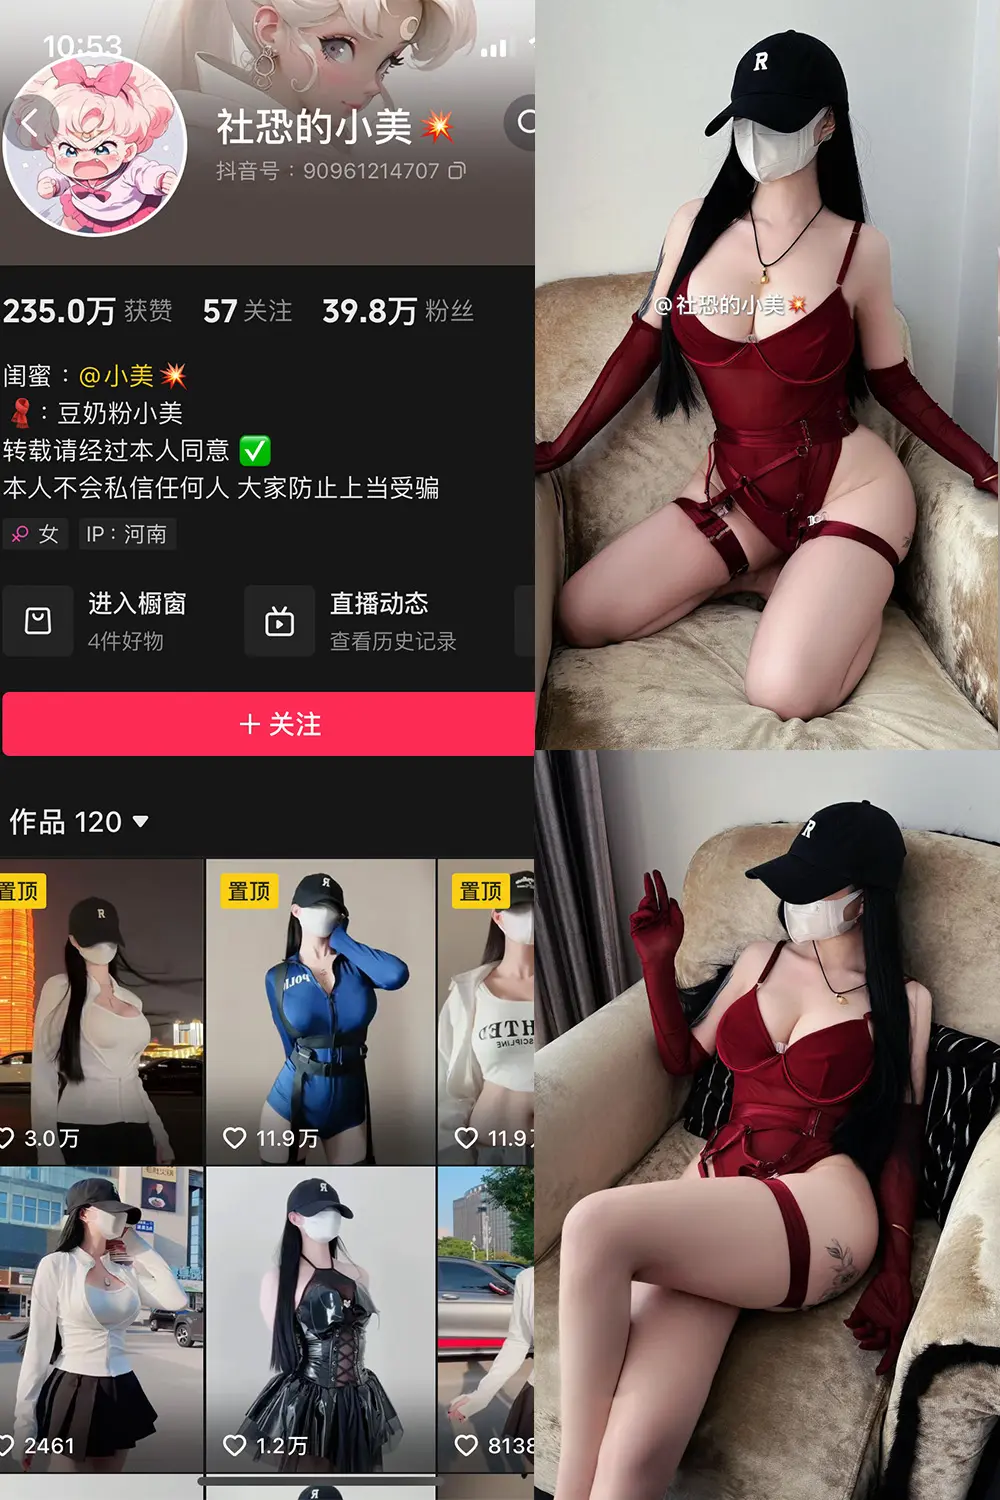 10:53
社恐的小美💥
抖音号：90961214707
235.0万 获赞 57 关注 39.8万 粉丝
闺蜜：@小美💥
🧣：豆奶粉小美
转载请经过本人同意 ✅
本人不会私信任何人 大家防止上当受骗
女 IP：河南
进入橱窗
4件好物
直播动态
查看历史记录
+ 关注
作品 120
置顶
置顶
置顶
R
R
POLI
HTED
SCIPLINE
3.0万
11.9万
11.9万
R
R
2461
1.2万
8138
R
R
@社恐的小美💥
R